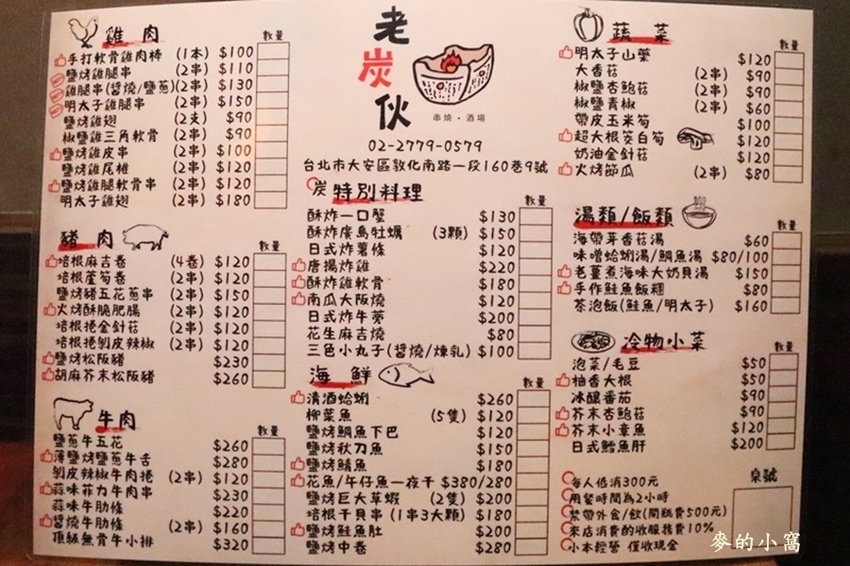 雞 肉
數量
手打軟骨雞肉棒 (1本) $100
鹽烤雞腿串 (2串) $110
雞腿串(醬燒/鹽蔥)(2串) $130
明太子雞腿串 (2串) $150
鹽烤雞翅 (2支) $90
椒鹽雞三角軟骨 $90
鹽烤雞皮串 (2串) $100
鹽烤雞尾椎 (2串) $120
鹽烤雞腿軟骨串 (2串) $120
明太子雞翅 $180
豬 肉
數量
培根麻吉卷 (4卷) $120
培根蘆筍卷 (2串) $120
鹽烤豬五花蔥串 (2串) $150
火烤酥脆肥腸 (2串) $120
培根捲金針菇 (2串) $120
培根捲剝皮辣椒 (2串) $120
鹽烤松阪豬 $230
胡麻芥末松阪豬 $260
牛肉
數量
鹽蔥牛五花 $260
薄鹽烤鹽蔥牛舌 $280
剝皮辣椒牛肉捲 (2串) $120
蒜味菲力牛肉串 $230
蒜味牛肋條 $220
醬燒牛肋條 (2串) $160
頂級無骨牛小排 $320
老炭伙
串燒·酒場
02-2779-0579
台北市大安區敦化南路一段160巷9號
炭 特別料理
數量
酥炸一口蟹 $130
酥炸廣島牡蠣 (3顆) $150
日式炸薯條 $120
唐揚炸雞 $220
酥炸雞軟骨 $180
南瓜大阪燒 $120
日式炸牛蒡 $200
花生麻吉燒 $80
三色小丸子(醬燒/煉乳) $100
海 鮮
數量
清酒蛤蜊 $260
柳葉魚 (5隻) $120
鹽烤鯛魚下巴 $120
鹽烤秋刀魚 $150
鹽烤鯖魚 $180
花魚/午仔魚一夜干 $380/280
鹽烤巨大草蝦 (2隻) $200
培根干貝串 (1串3大顆) $180
鹽烤鮭魚肚 $200
鹽烤中卷 $280
蔬 菜
數量
明太子山藥 $120
大香菇 (2串) $90
椒鹽杏鮑菇 (2串) $90
椒鹽青椒 (2串) $60
帶皮玉米筍 $100
超大根筊白筍 $120
奶油金針菇 $120
火烤節瓜 (2串) $80
湯類/飯類
數量
海帶芽香菇湯 $60
味噌蛤蜊湯/鯛魚湯 $80/100
老薑煮海味大奶貝湯 $150
手作鮭魚飯糰 $80
茶泡飯(鮭魚/明太子) $160
冷物小菜
數量
泡菜/毛豆 $50
柚香大根 $50
冰釀番茄 $90
芥末杏鮑菇 $90
芥末小章魚 $120
日式鱈魚肝 $200
每人低消300元
用餐時間為2小時
禁帶外食/飲(開瓶費500元)
來店消費酌收服務費10%
小本經營 僅收現金
桌號
麥的小窩